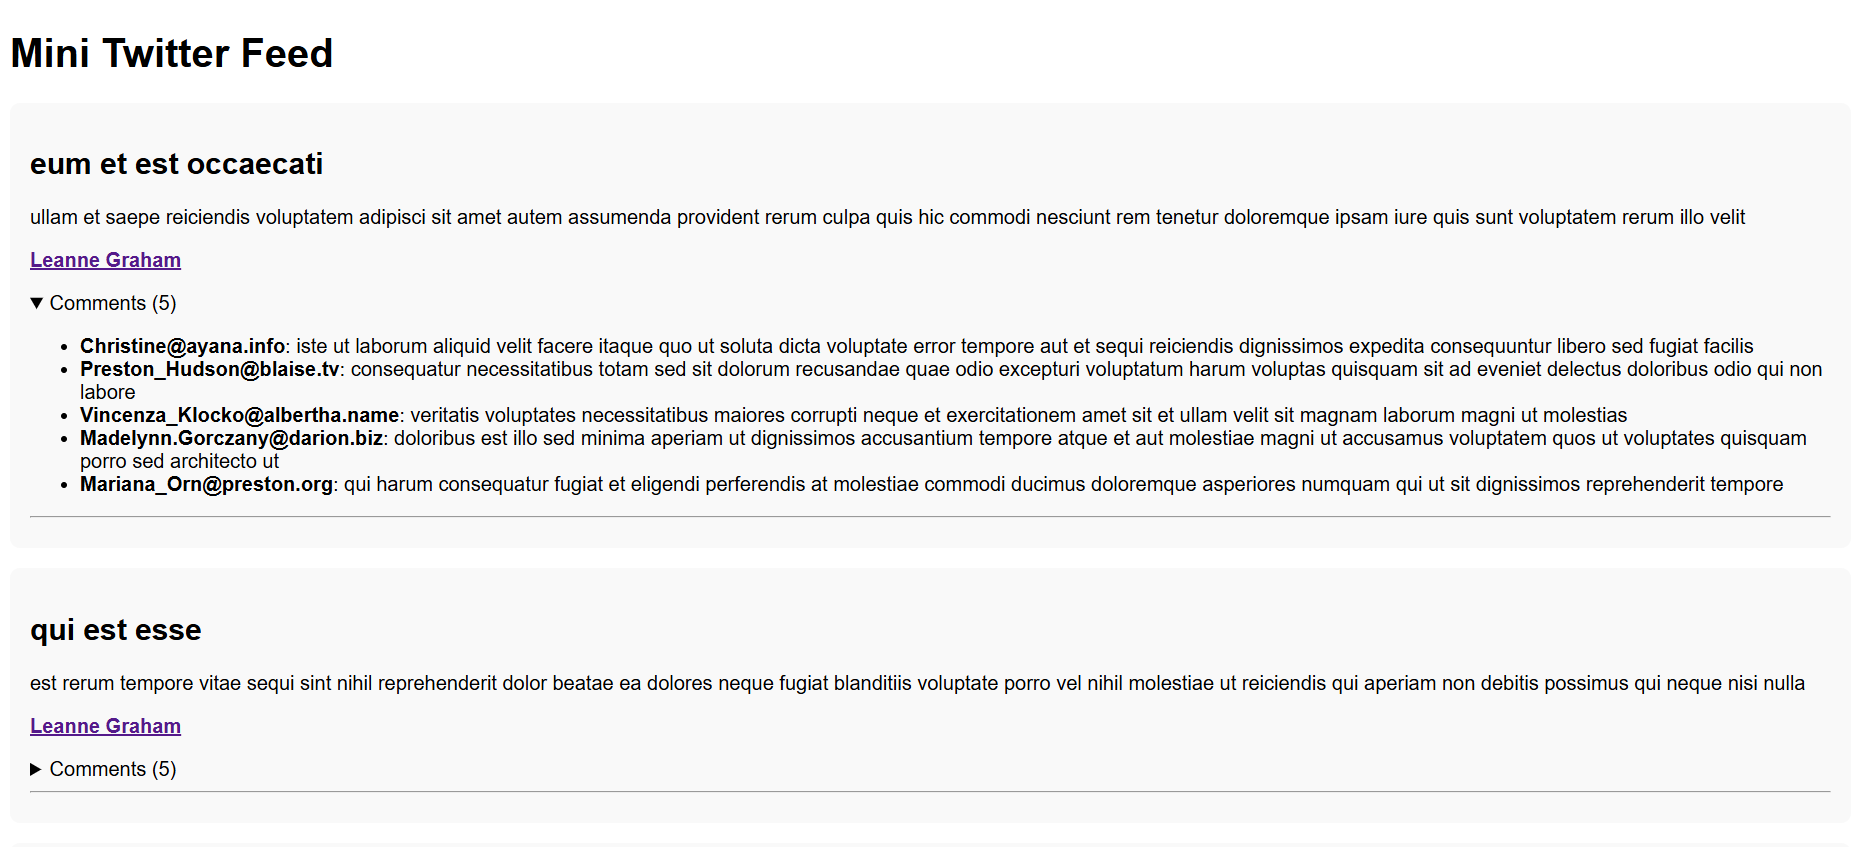 Mini Twitter Feed
eum et est occaecati
ullam et saepe reiciendis voluptatem adipisci sit amet autem assumenda provident rerum culpa quis hic commodi nesciunt rem tenetur doloremque ipsam iure quis sunt voluptatem rerum illo velit
Leanne Graham
Comments (5)
Christine@ayana.info: iste ut laborum aliquid velit facere itaque quo ut soluta dicta voluptate error tempore aut et sequi reiciendis dignissimos expedita consequuntur libero sed fugiat facilis
Preston_Hudson@blaise.tv: consequatur necessitatibus totam sed sit dolorum recusandae quae odio excepturi voluptatum harum voluptas quisquam sit ad eveniet delectus doloribus odio qui non
labore
Vincenza_Klocko@albertha.name: veritatis voluptates necessitatibus maiores corrupti neque et exercitationem amet sit et ullam velit sit magnam laborum magni ut molestias
Madelynn.Gorczany@darion.biz: doloribus est illo sed minima aperiam ut dignissimos accusantium tempore atque et aut molestiae magni ut accusamus voluptatem quos ut voluptates quisquam
porro sed architecto ut
Mariana_Orn@preston.org: qui harum consequatur fugiat et eligendi perferendis at molestiae commodi ducimus doloremque asperiores numquam qui ut sit dignissimos reprehenderit tempore
qui est esse
est rerum tempore vitae sequi sint nihil reprehenderit dolor beatae ea dolores neque fugiat blanditiis voluptate porro vel nihil molestiae ut reiciendis qui aperiam non debitis possimus qui neque nisi nulla
Leanne Graham
Comments (5)